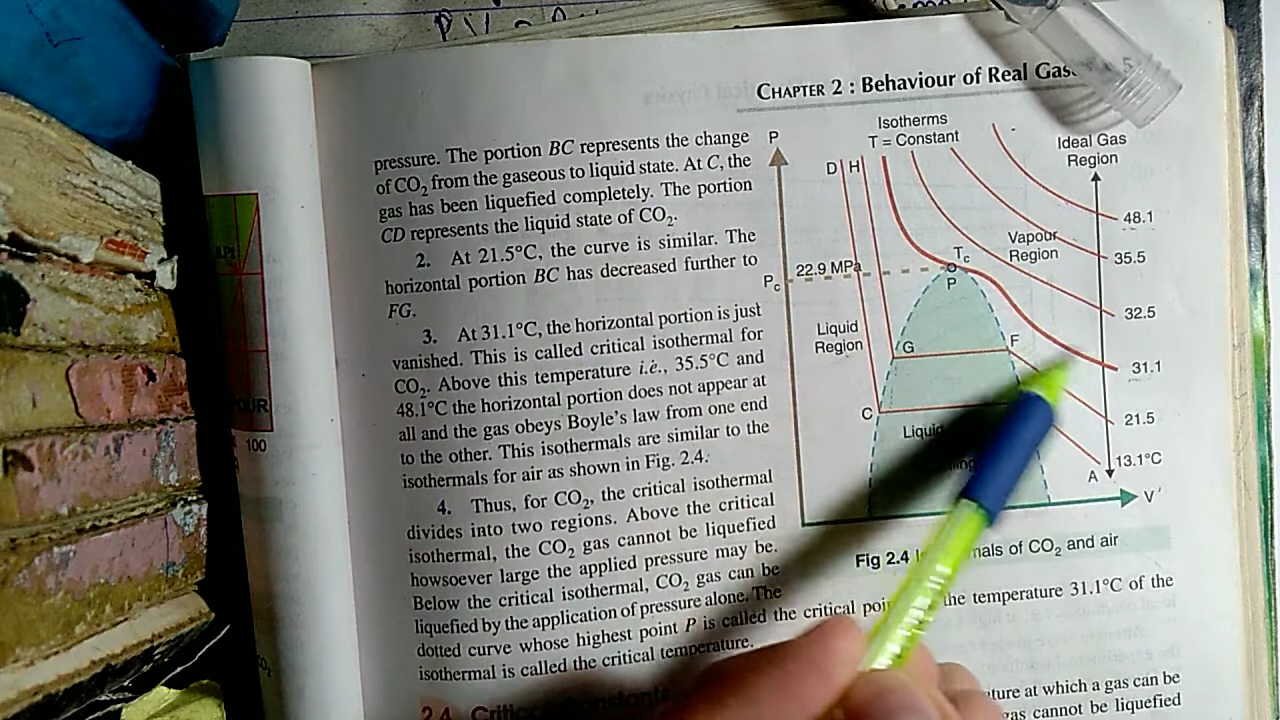 CHAPTER 2 : Behaviour of Real Gas
5
pressure. The portion BC represents the change
of CO₂ from the gaseous to liquid state. At C, the
gas has been liquefied completely. The portion
CD represents the liquid state of CO₂.
2. At 21.5°C, the curve is similar. The
horizontal portion BC has decreased further to
FG.
3. At 31.1°C, the horizontal portion is just
vanished. This is called critical isothermal for
CO₂. Above this temperature i.e., 35.5°C and
48.1°C the horizontal portion does not appear at
all and the gas obeys Boyle's law from one end
to the other. This isothermals are similar to the
isothermals for air as shown in Fig. 2.4.
4. Thus, for CO₂, the critical isothermal
divides into two regions. Above the critical
isothermal, the CO₂ gas cannot be liquefied
howsoever large the applied pressure may be.
Below the critical isothermal, CO₂ gas can be
liquefied by the application of pressure alone. The
dotted curve whose highest point P is called the critical poi the temperature 31.1°C of the
isothermal is called the critical temperature.
P
Isotherms
T = Constant
Ideal Gas
Region
D H
48.1
Vapour
Region
35.5
Tc
22.9 MPa
Pc
P
32.5
Liquid
Region
G
F
31.1
C
21.5
Liquid
13.1°C
A
V'
Fig 2.4 nals of CO₂ and air
2.4 Critical Constants
ture at which a gas can be
gas cannot be liquefied
100